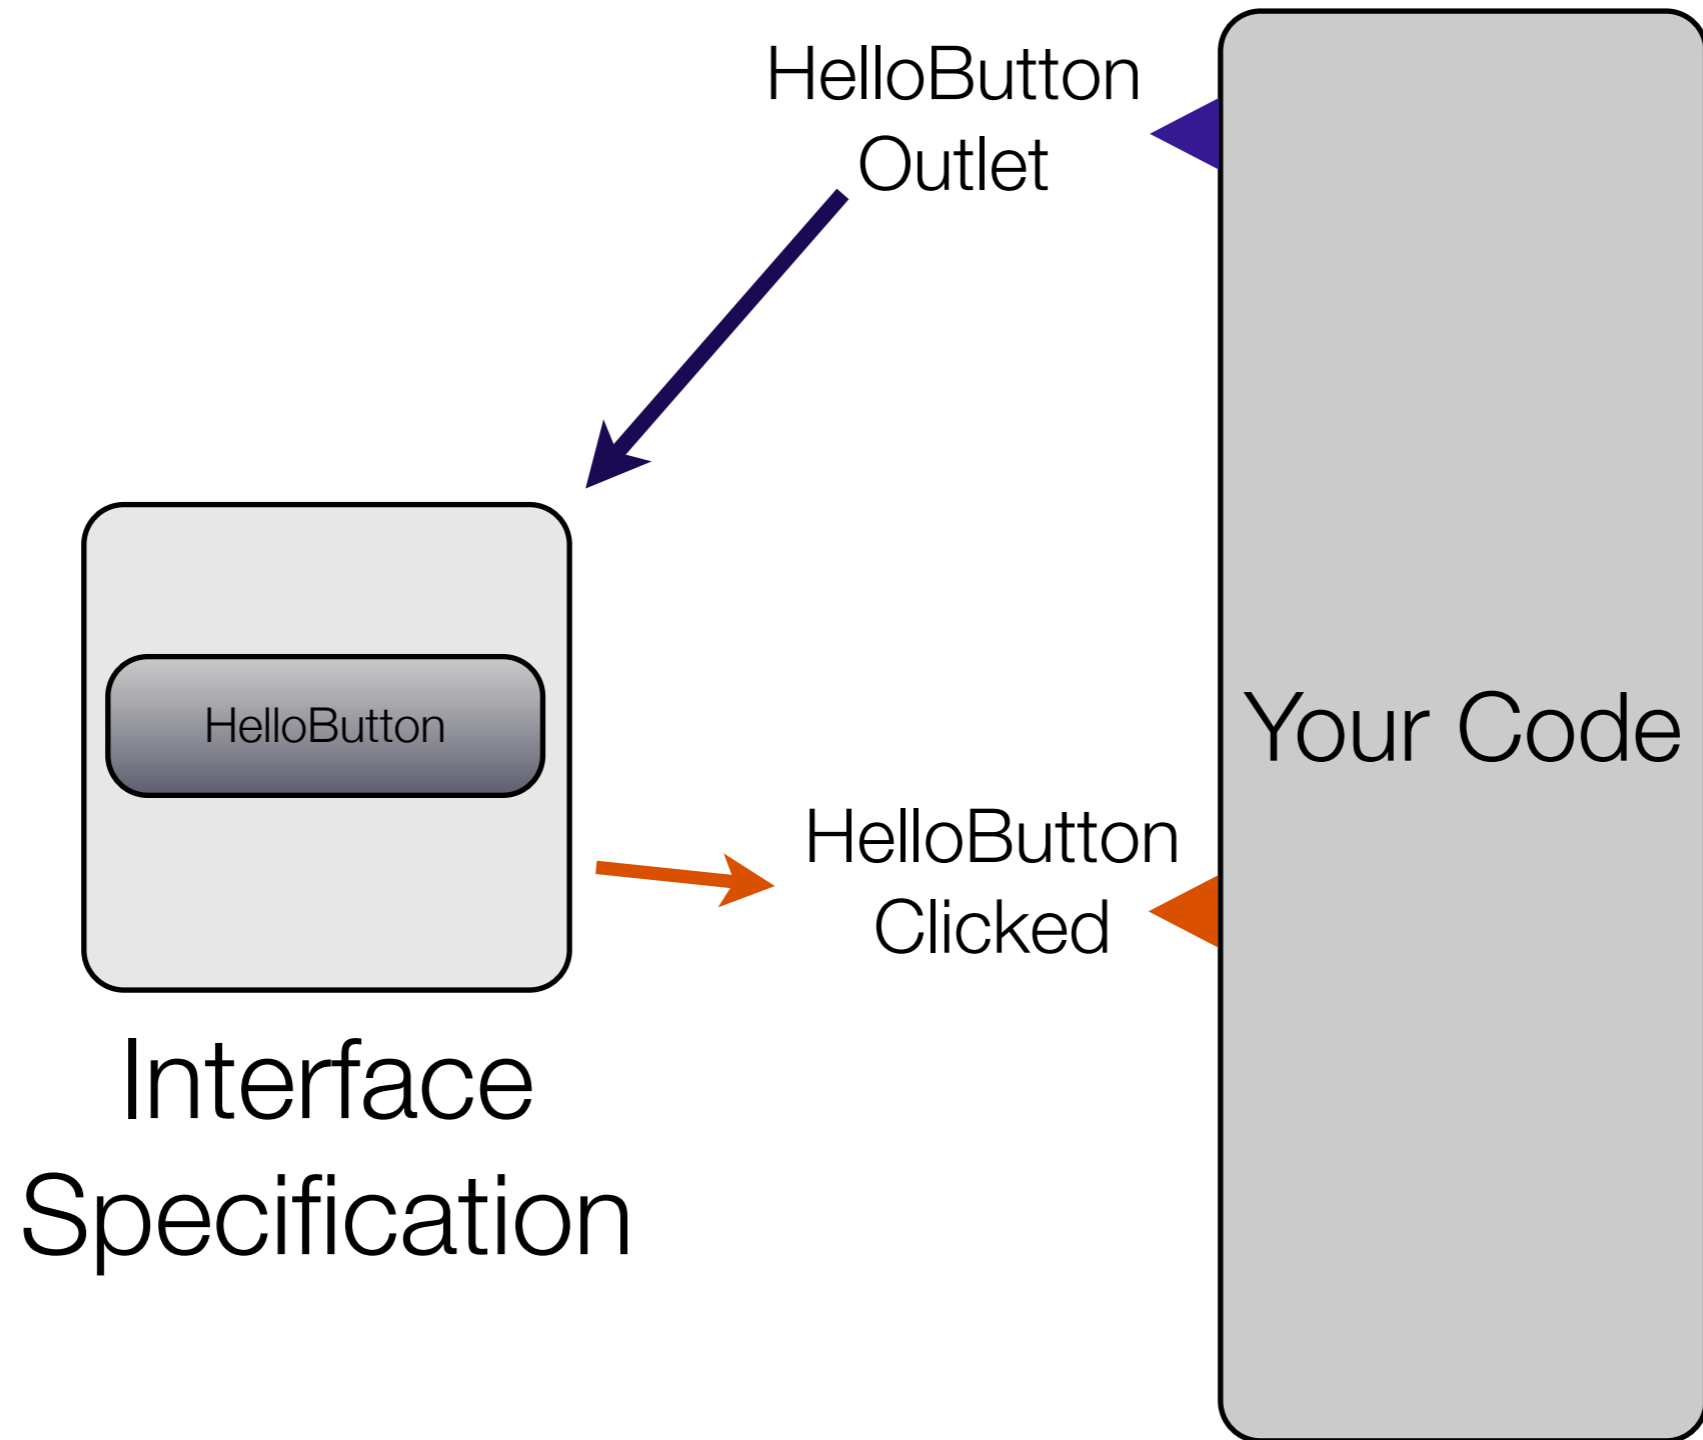 HelloButton
Outlet
HelloButton
Your Code
HelloButton
Clicked
Interface
Specification